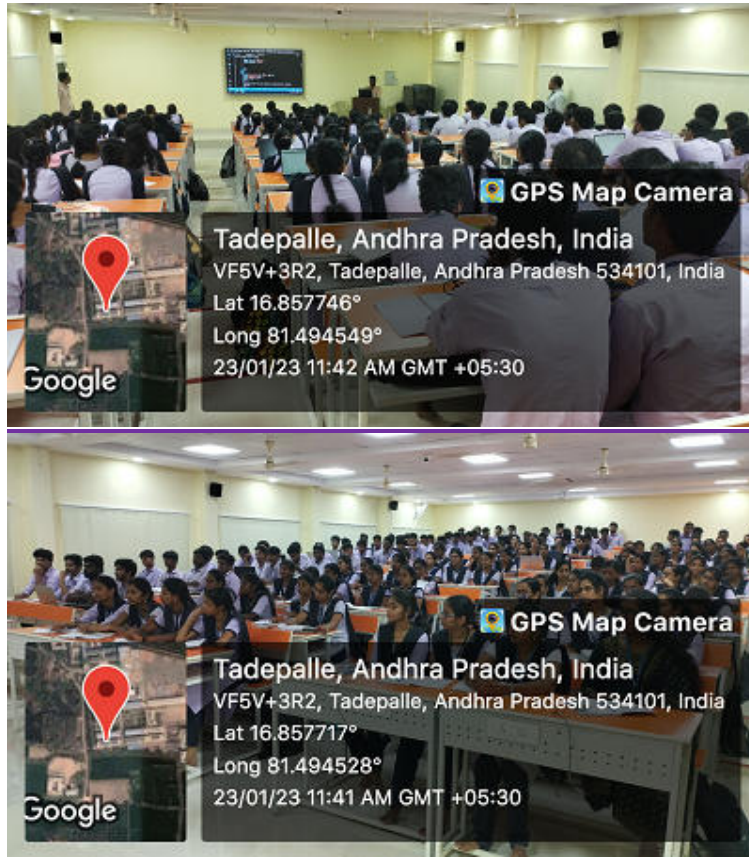 GPS Map Camera
Tadepalle, Andhra Pradesh, India
VF5V+3R2, Tadepalle, Andhra Pradesh 534101, India
Lat 16.857746°
Long 81.494549°
23/01/23 11:42 AM GMT +05:30
Google
GPS Map Camera
Tadepalle, Andhra Pradesh, India
VF5V+3R2, Tadepalle, Andhra Pradesh 534101, India
Lat 16.857717°
Long 81.494528°
23/01/23 11:41 AM GMT +05:30
Google